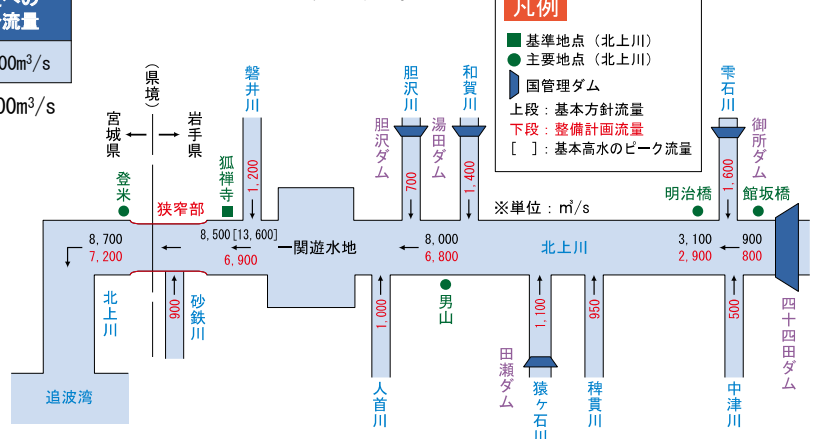 流量
00m³/s
00m³/s
凡例
基準地点（北上川）
主要地点（北上川）
国管理ダム
上段：基本方針流量
下段：整備計画流量
[　]：基本高水のピーク流量
※単位：㎥/s
（県境）
宮城県
岩手県
磐井川
胆沢川
和賀川
雫石川
胆沢ダム
湯田ダム
御所ダム
登米
狭窄部
狐禅寺
1,200
700
1,400
1,600
明治橋
館坂橋
8,700
7,200
8,500[13,600]
6,900
一関遊水地
8,000
6,800
北上川
3,100
2,900
900
800
北上川
900
砂鉄川
1,000
男山
1,100
950
500
四十四田ダム
田瀬ダム
追波湾
人首川
猿ヶ石川
稗貫川
中津川